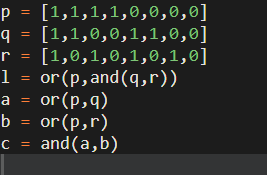 p = [1,1,1,1,0,0,0,0]
q = [1,1,0,0,1,1,0,0]
r = [1,0,1,0,1,0,1,0]
l = or(p,and(q,r))
a = or(p,q)
b = or(p,r)
c = and(a,b)